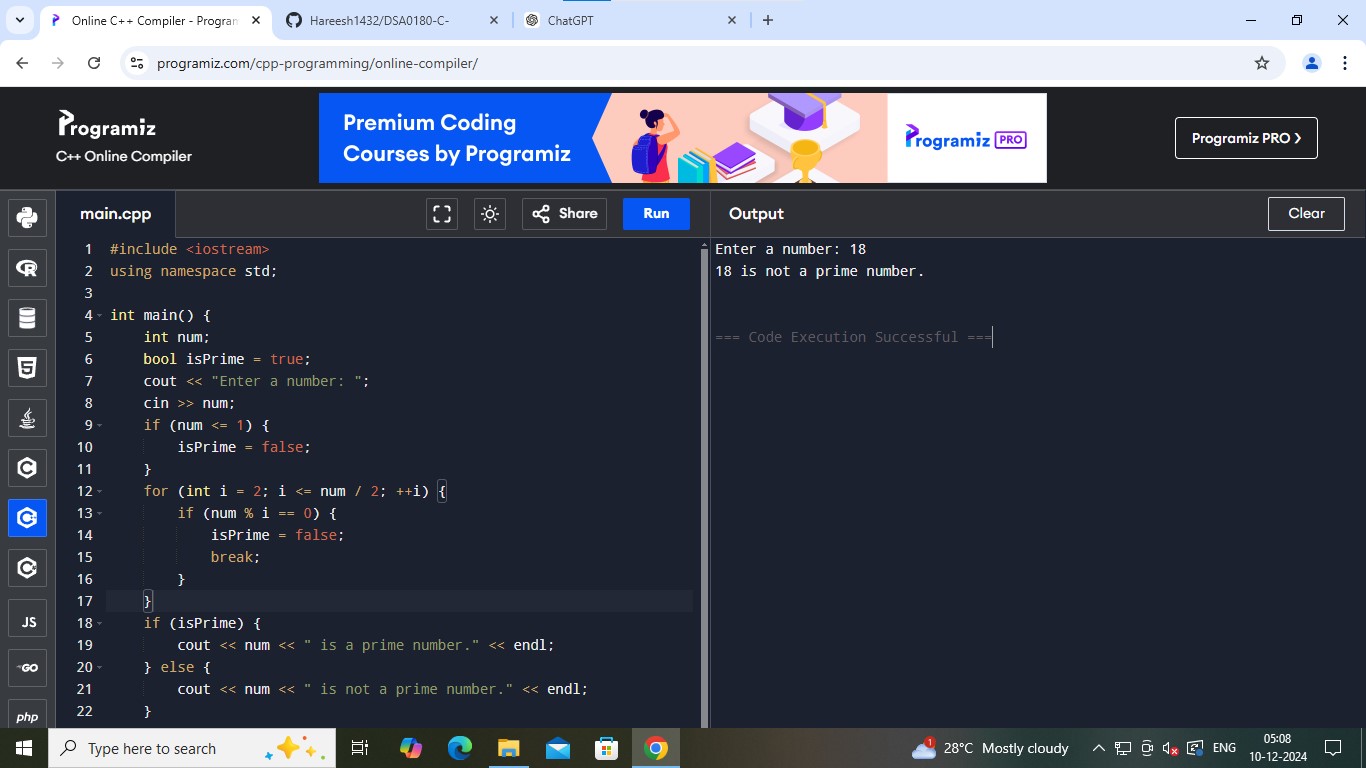 Online C++ Compiler - Program
Hareesh1432/DSA0180-C-
ChatGPT
programiz.com/cpp-programming/online-compiler/
Programiz
C++ Online Compiler
Premium Coding
Courses by Programiz
Programiz PRO
Programiz PRO >
main.cpp
Share
Run
Output
Clear
1 #include <iostream>
2 using namespace std;
3
4 int main() {
5     int num;
6     bool isPrime = true;
7     cout << "Enter a number: ";
8     cin >> num;
9     if (num <= 1) {
10         isPrime = false;
11     }
12     for (int i = 2; i <= num / 2; ++i) {
13         if (num % i == 0) {
14             isPrime = false;
15             break;
16         }
17     }
18     if (isPrime) {
19         cout << num << " is a prime number." << endl;
20     } else {
21         cout << num << " is not a prime number." << endl;
22     }
Enter a number: 18
18 is not a prime number.
=== Code Execution Successful ===
JS
GO
php
Type here to search
1
28°C Mostly cloudy
ENG
05:08
10-12-2024